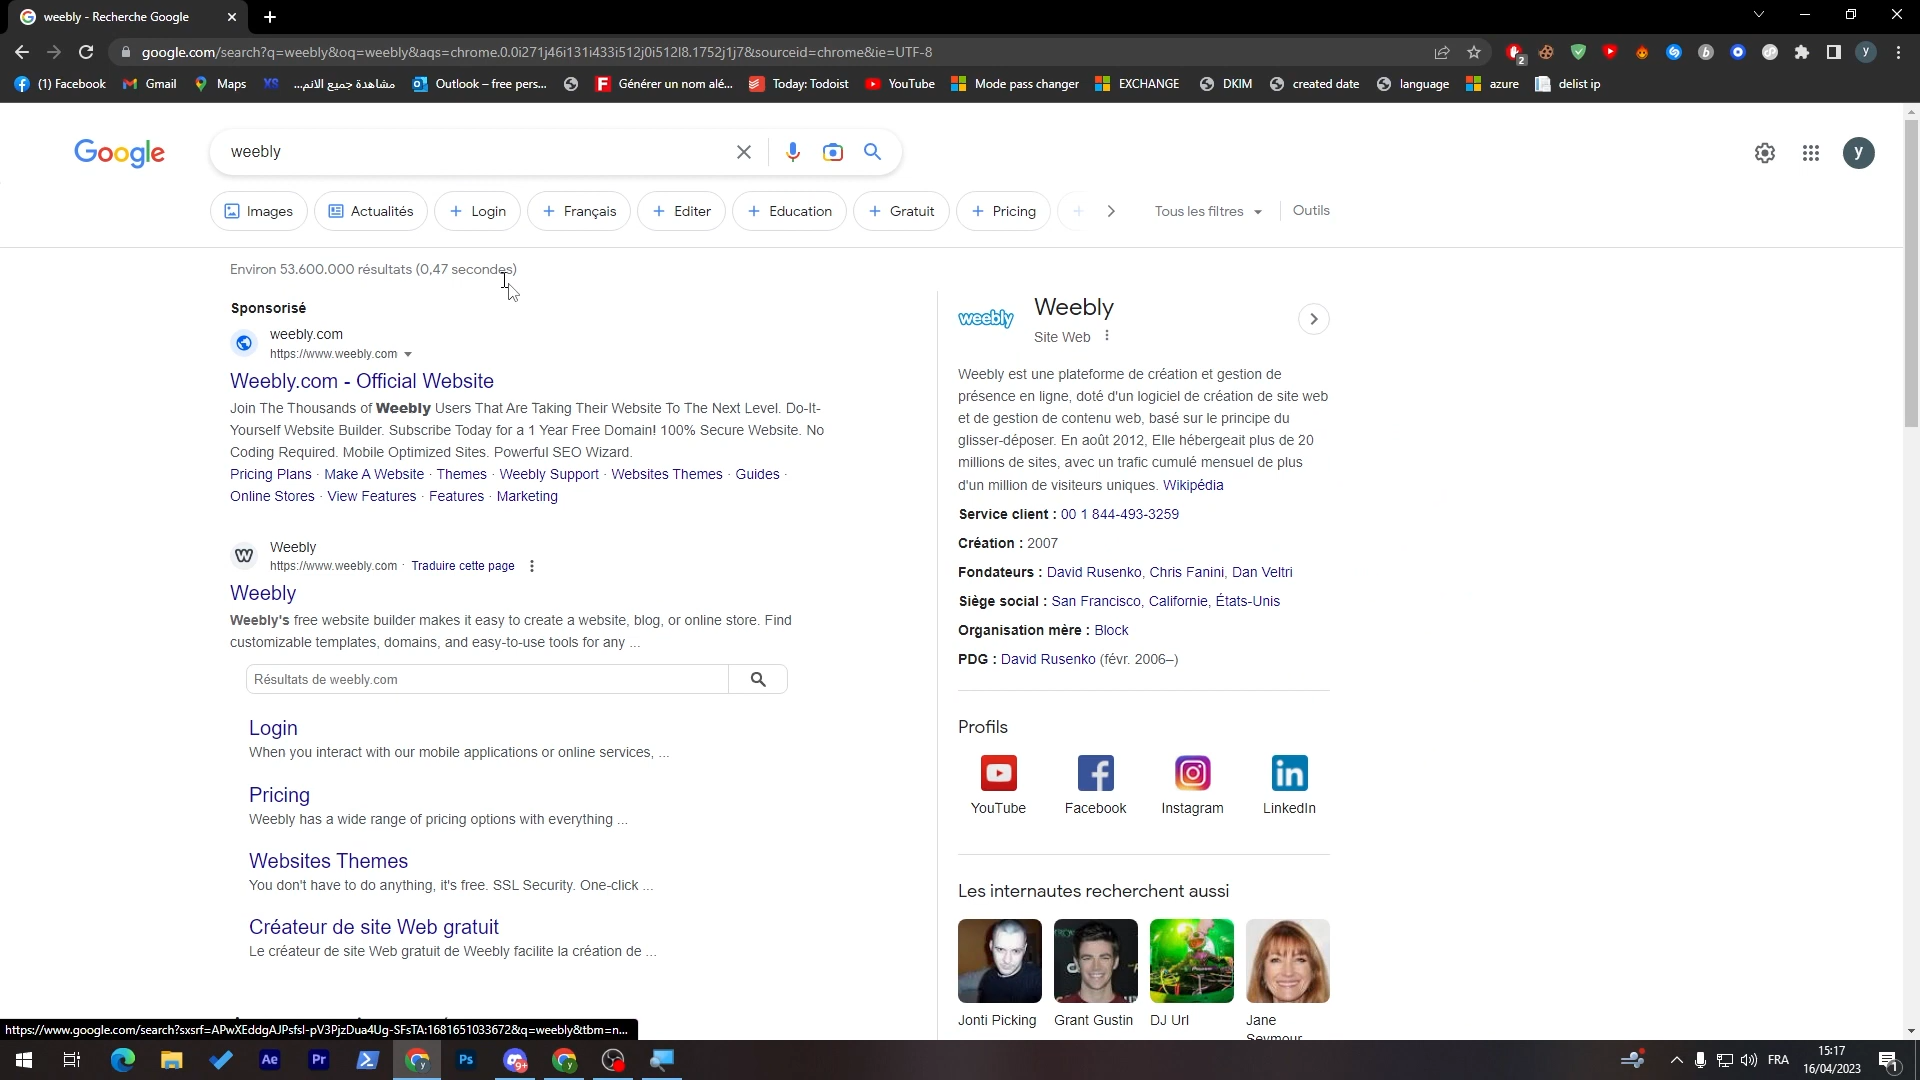 weebly - Recherche Google
google.com/search?q=weebly&oq=weebly&aqs=chrome.0.0i271j46i131i433i512j0i512l8.1752j1j7&sourceid=chrome&ie=UTF-8
2
y
(1) Facebook
Gmail
Maps
XS
مشاهدة جميع الانم...
Outlook – free pers...
Générer un nom alé...
Today: Todoist
YouTube
Mode pass changer
EXCHANGE
DKIM
created date
language
azure
delist ip
Google
weebly
y
Images
Actualités
Login
Français
Editer
Education
Gratuit
Pricing
Tous les filtres
Outils
Environ 53.600.000 résultats (0,47 secondes)
Sponsorisé
weebly.com
https://www.weebly.com
Weebly.com - Official Website
Join The Thousands of Weebly Users That Are Taking Their Website To The Next Level. Do-It-
Yourself Website Builder. Subscribe Today for a 1 Year Free Domain! 100% Secure Website. No
Coding Required. Mobile Optimized Sites. Powerful SEO Wizard.
Pricing Plans · Make A Website · Themes · Weebly Support · Websites Themes · Guides ·
Online Stores · View Features · Features · Marketing
Weebly
https://www.weebly.com · Traduire cette page
Weebly
Weebly's free website builder makes it easy to create a website, blog, or online store. Find
customizable templates, domains, and easy-to-use tools for any ...
Résultats de weebly.com
Login
When you interact with our mobile applications or online services, ...
Pricing
Weebly has a wide range of pricing options with everything ...
Websites Themes
You don't have to do anything, it's free. SSL Security. One-click ...
Créateur de site Web gratuit
Le créateur de site Web gratuit de Weebly facilite la création de ...
weebly
Weebly
Site Web
Weebly est une plateforme de création et gestion de
présence en ligne, doté d'un logiciel de création de site web
et de gestion de contenu web, basé sur le principe du
glisser-déposer. En août 2012, Elle hébergeait plus de 20
millions de sites, avec un trafic cumulé mensuel de plus
d'un million de visiteurs uniques. Wikipédia
Service client : 00 1 844-493-3259
Création : 2007
Fondateurs : David Rusenko, Chris Fanini, Dan Veltri
Siège social : San Francisco, Californie, États-Unis
Organisation mère : Block
PDG : David Rusenko (févr. 2006–)
Profils
YouTube
Facebook
Instagram
LinkedIn
Les internautes recherchent aussi
Jonti Picking
Grant Gustin
DJ Url
Jane
Seymour
https://www.google.com/search?sxsrf=APwXEddgAJPsfsI-pV3PjzDua4Ug-SFsTA:1681651033672&q=weebly&tbm=n...
Ae
Pr
Ps
9+
FRA
15:17
16/04/2023
1